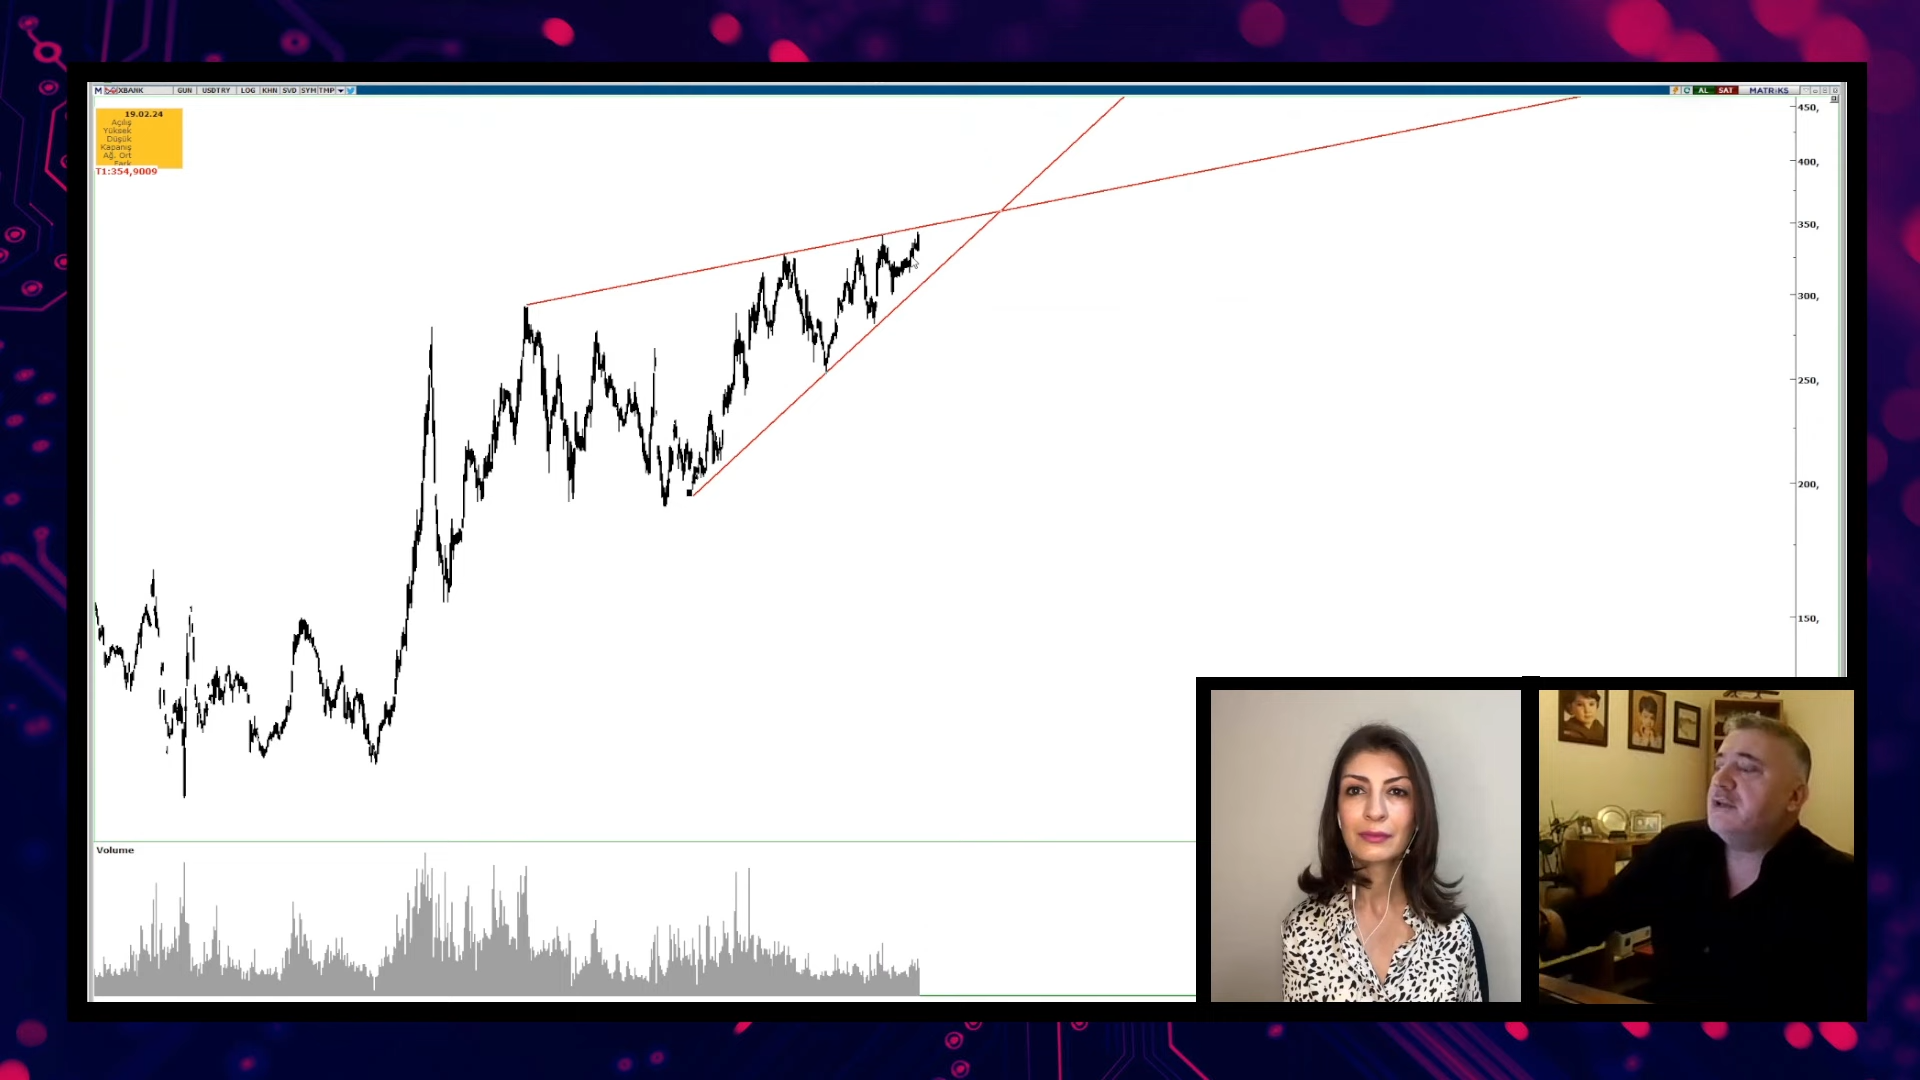 M XBANK GUN USDTRY LOG KHN SVD SYM TMP AL SAT MATRiKS
19.02.24
Açılış
Yüksek
Düşük
Kapanış
Ağ. Ort
Fark
T1:354,9009
450,
400,
350,
300,
250,
200,
150,
Volume